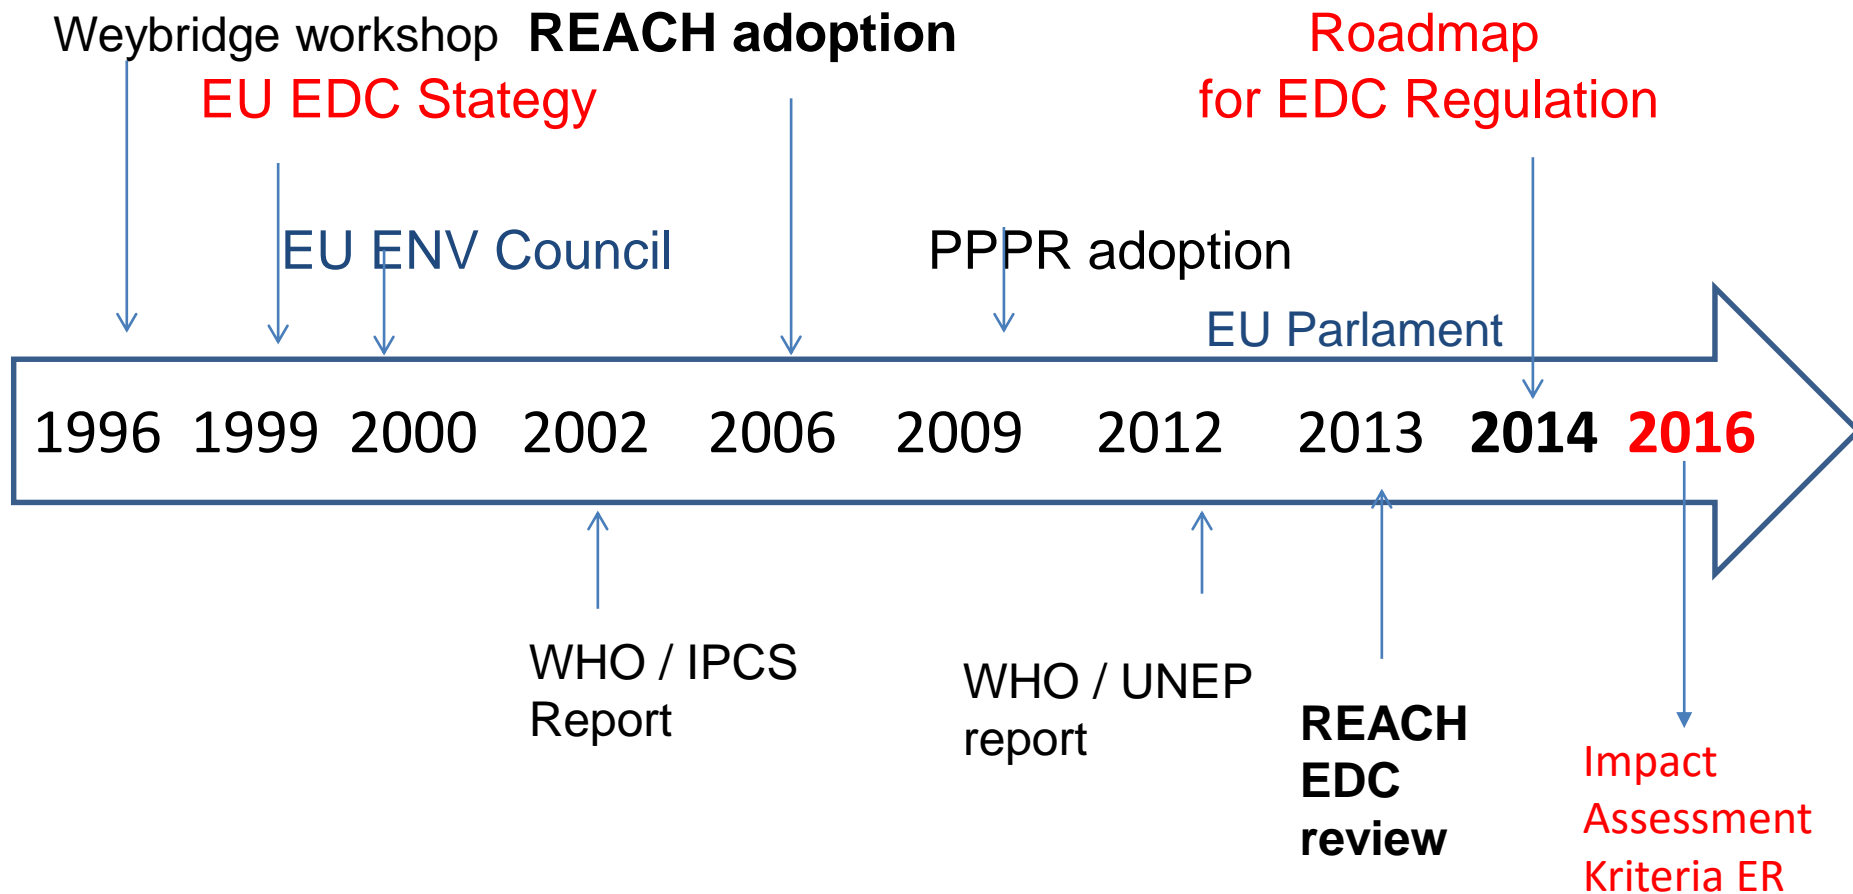 Weybridge workshop REACH adoption
EU EDC Stategy
Roadmap
for EDC Regulation
EU ENV Council
PPPR adoption
EU Parlament
1996 1999 2000 2002 2006 2009 2012 2013 2014 2016
WHO / IPCS
Report
WHO / UNEP
report
REACH
EDC
review
Impact
Assessment
Kriteria ER